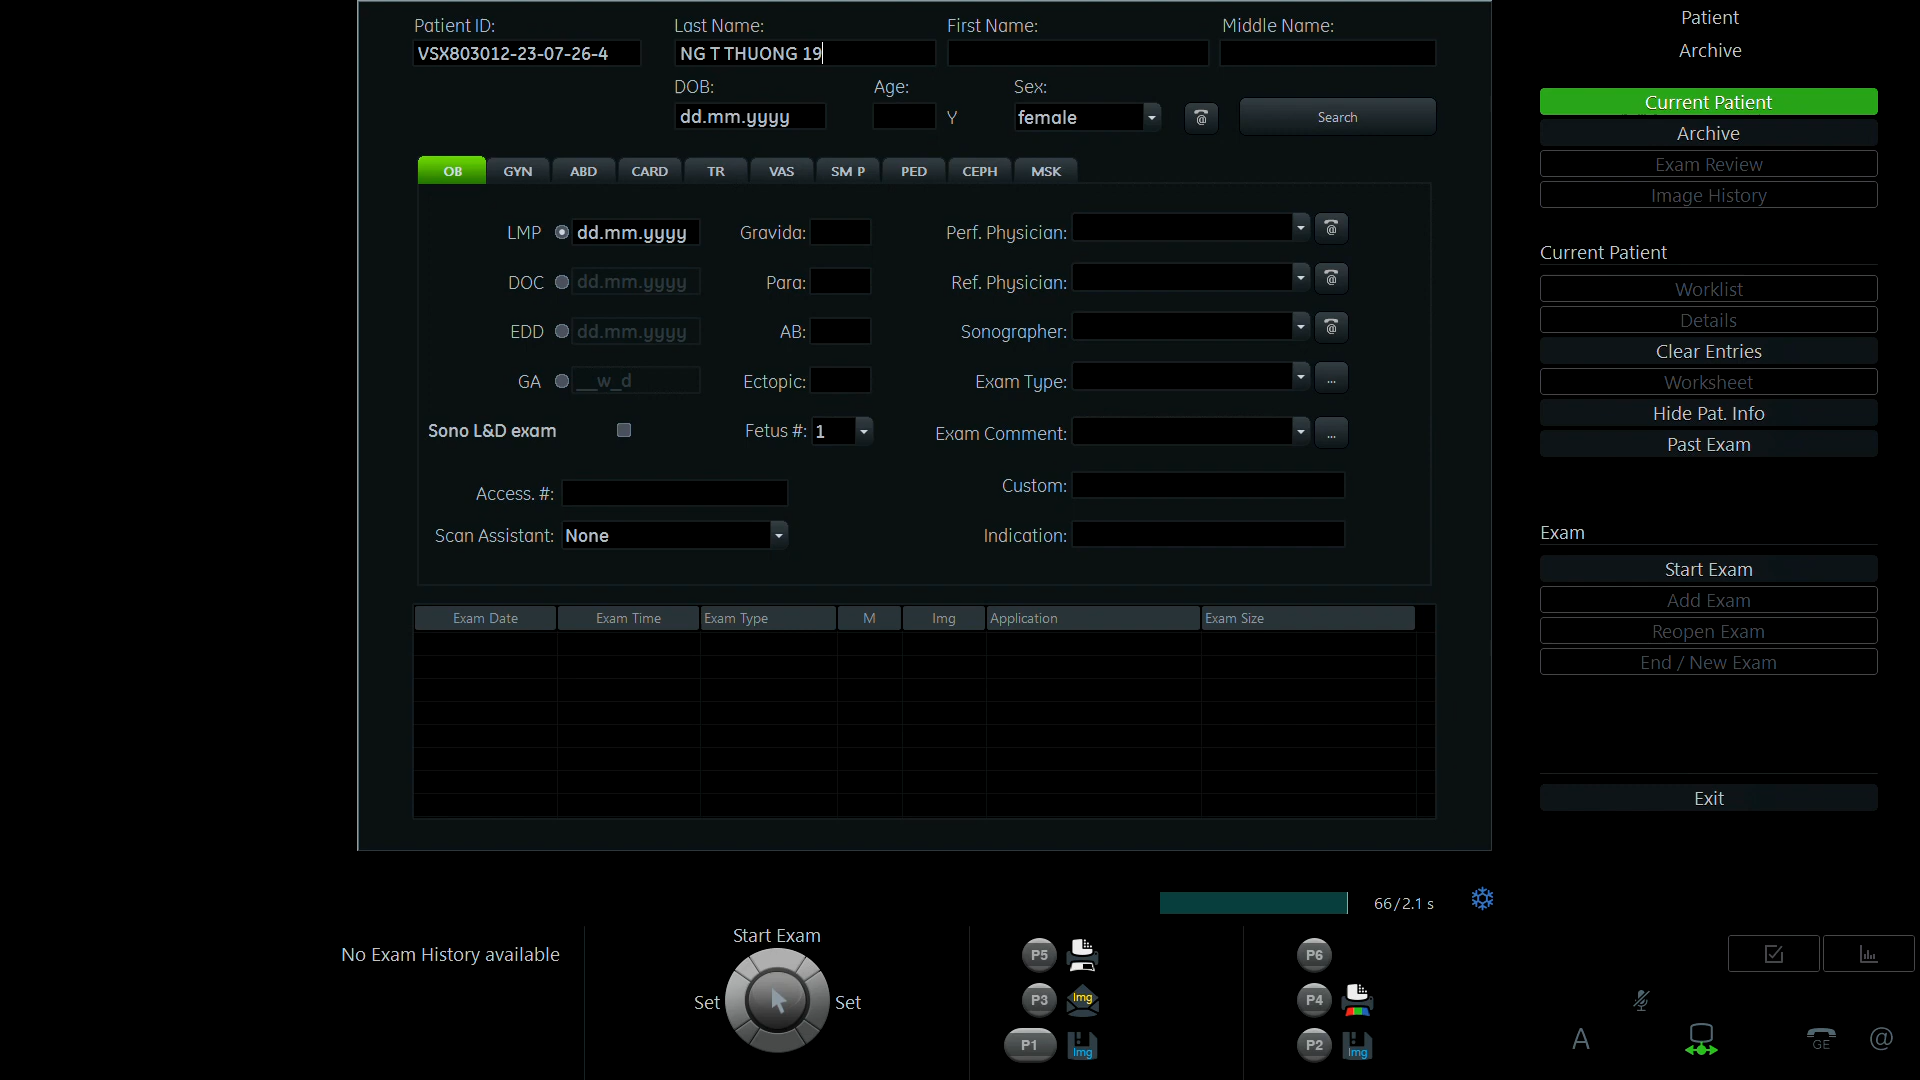 Patient ID: Last Name: First Name: Middle Name:
VSX803012-23-07-26-4 NG T THUONG 19
DOB: Age: Sex:
dd.mm.yyyy Y female @ Search
OB GYN ABD CARD TR VAS SM P PED CEPH MSK
LMP dd.mm.yyyy Gravida: Perf. Physician: @
DOC dd.mm.yyyy Para: Ref. Physician: @
EDD dd.mm.yyyy AB: Sonographer: @
GA __w_d Ectopic: Exam Type: ...
Sono L&D exam Fetus #: 1 Exam Comment: ...
Access. #: Custom:
Scan Assistant: None Indication:
Exam Date Exam Time Exam Type M Img Application Exam Size
Patient
Archive
Current Patient
Archive
Exam Review
Image History
Current Patient
Worklist
Details
Clear Entries
Worksheet
Hide Pat. Info
Past Exam
Exam
Start Exam
Add Exam
Reopen Exam
End / New Exam
Exit
66/2.1 s
No Exam History available
Start Exam
Set Set
P5 P6
P3 Img P4
P1 Img P2 Img
A GE @